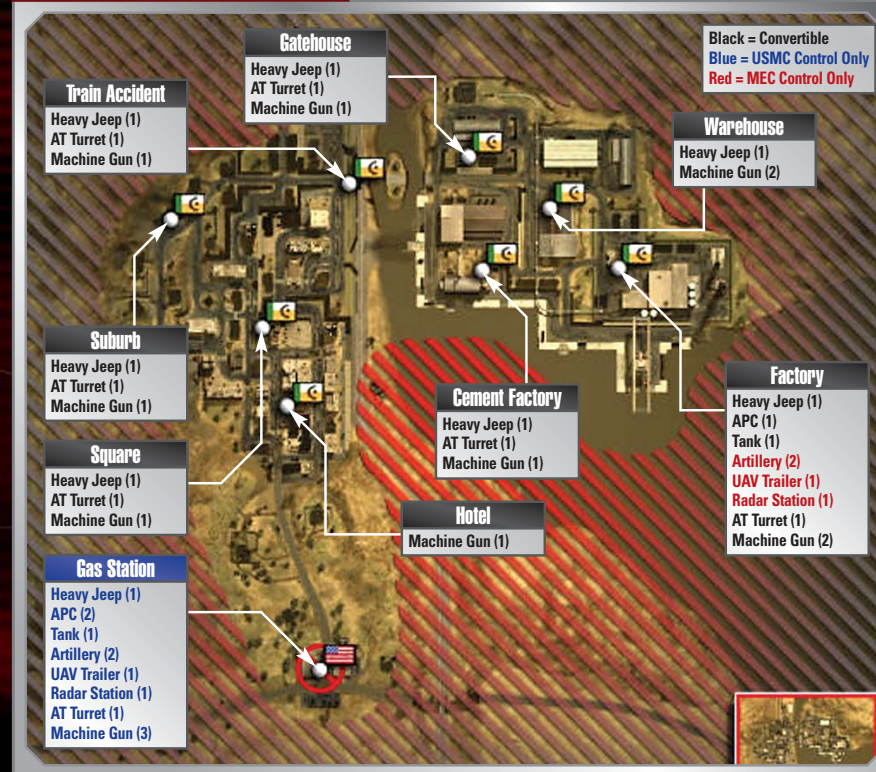 Gatehouse
Heavy Jeep (1)
AT Turret (1)
Machine Gun (1)
Black = Convertible
Blue = USMC Control Only
Red = MEC Control Only
Train Accident
Heavy Jeep (1)
AT Turret (1)
Machine Gun (1)
Warehouse
Heavy Jeep (1)
Machine Gun (2)
Suburb
Heavy Jeep (1)
AT Turret (1)
Machine Gun (1)
Cement Factory
Heavy Jeep (1)
AT Turret (1)
Machine Gun (1)
Factory
Heavy Jeep (1)
APC (1)
Tank (1)
Artillery (2)
UAV Trailer (1)
Radar Station (1)
AT Turret (1)
Machine Gun (2)
Square
Heavy Jeep (1)
AT Turret (1)
Machine Gun (1)
Hotel
Machine Gun (1)
Gas Station
Heavy Jeep (1)
APC (2)
Tank (1)
Artillery (2)
UAV Trailer (1)
Radar Station (1)
AT Turret (1)
Machine Gun (3)